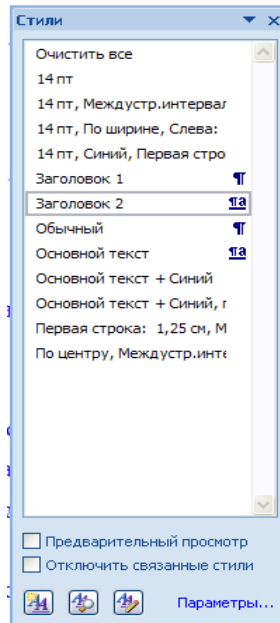 Стили
Очистить все
14 пт
14 пт, Междустр.интервал
14 пт, По ширине, Слева:
14 пт, Синий, Первая стро
Заголовок 1 ¶
Заголовок 2 ¶a
Обычный ¶
Основной текст ¶a
Основной текст + Синий
Основной текст + Синий, г
Первая строка: 1,25 см, М
По центру, Междустр.инте
Предварительный просмотр
Отключить связанные стили
Параметры...